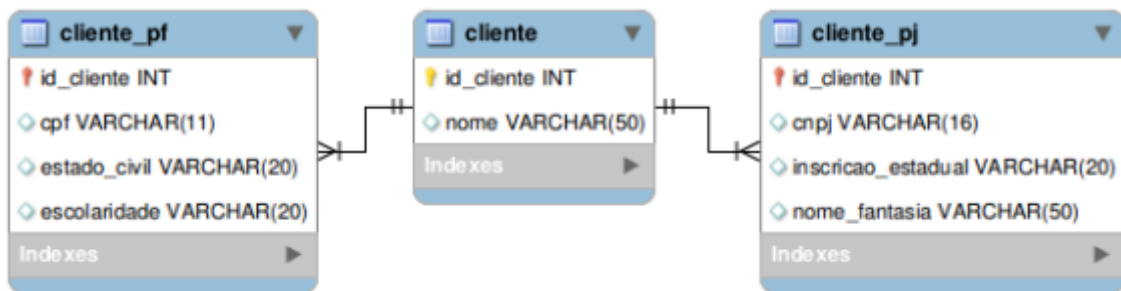 cliente_pf
id_cliente INT
cpf VARCHAR(11)
estado_civil VARCHAR(20)
escolaridade VARCHAR(20)
Indexes
cliente
id_cliente INT
nome VARCHAR(50)
Indexes
cliente_pj
id_cliente INT
cnpj VARCHAR(16)
inscricao_estadual VARCHAR(20)
nome_fantasia VARCHAR(50)
Indexes